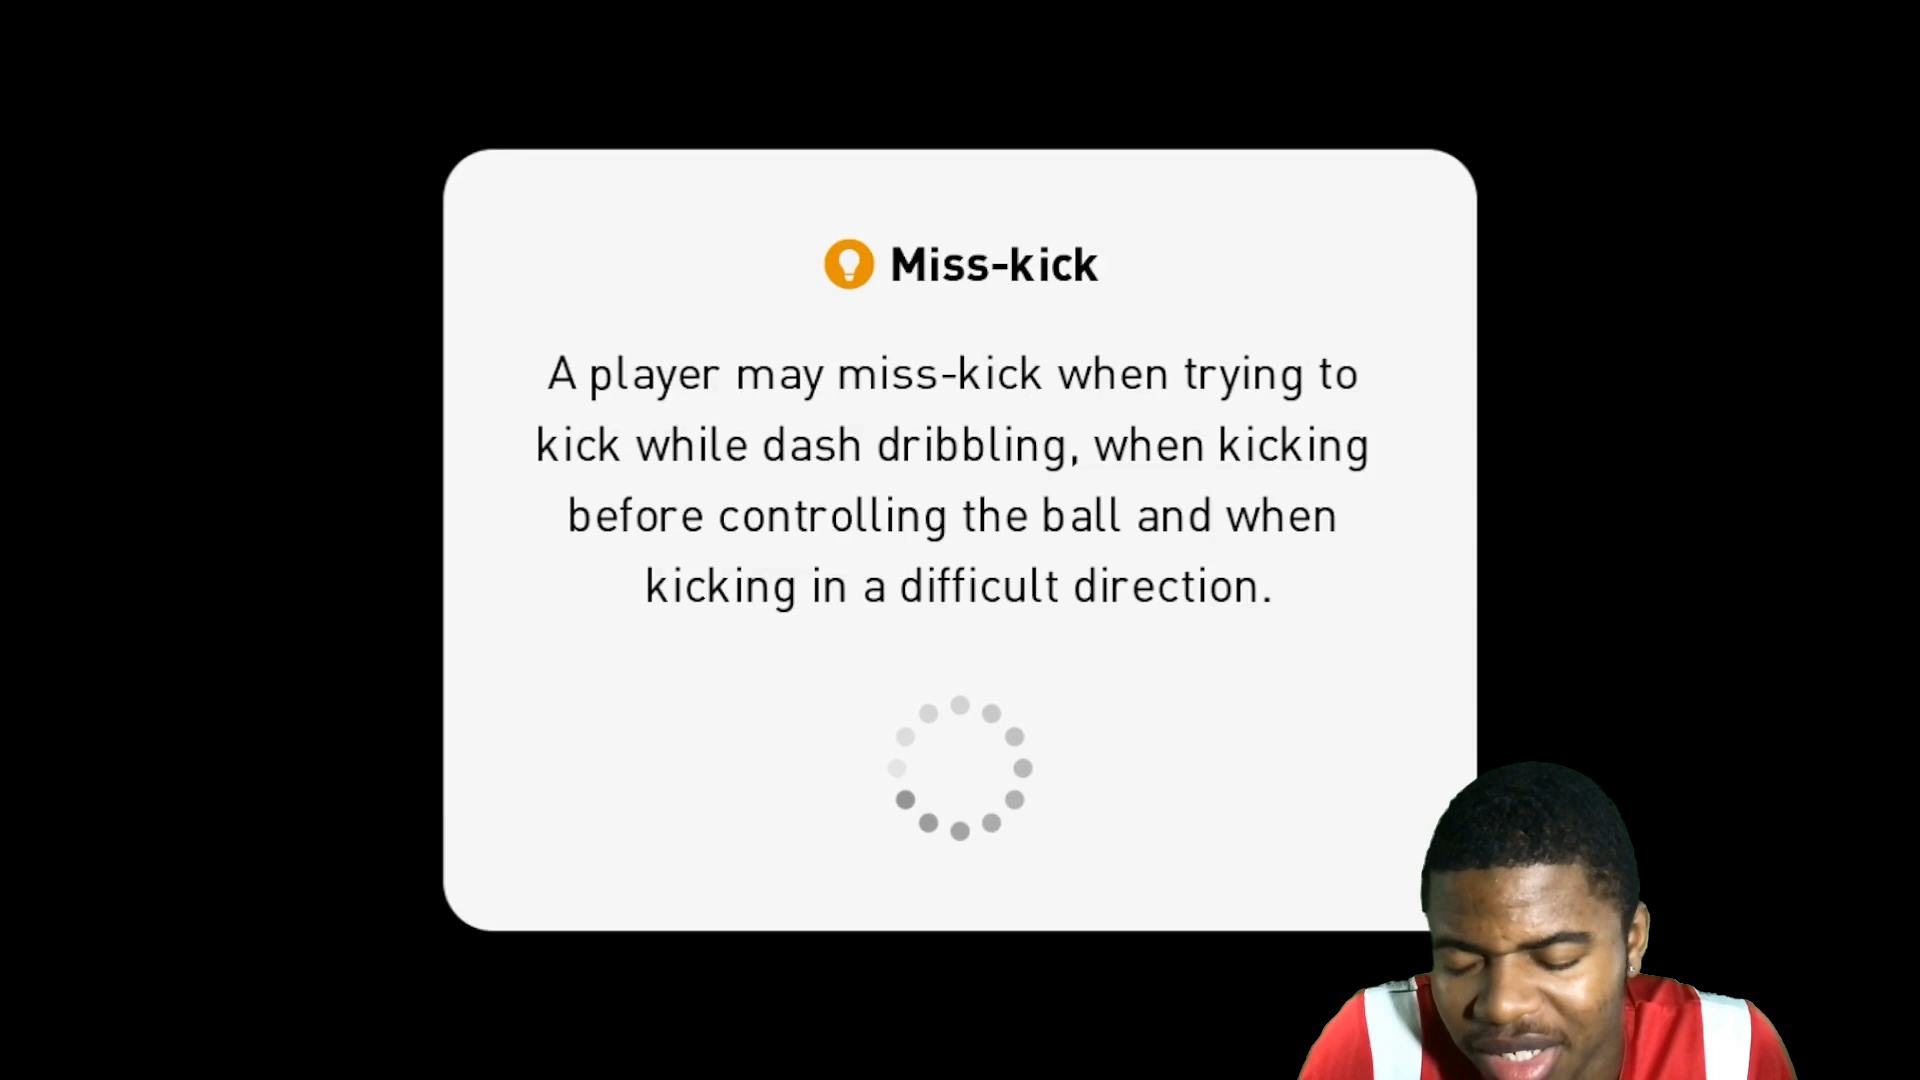 Miss-kick
A player may miss-kick when trying to
kick while dash dribbling, when kicking
before controlling the ball and when
kicking in a difficult direction.